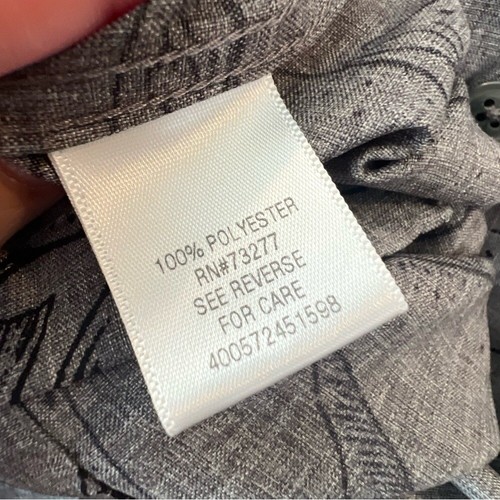 100% POLYESTER
RN#73277
SEE REVERSE
FOR CARE
400572451598